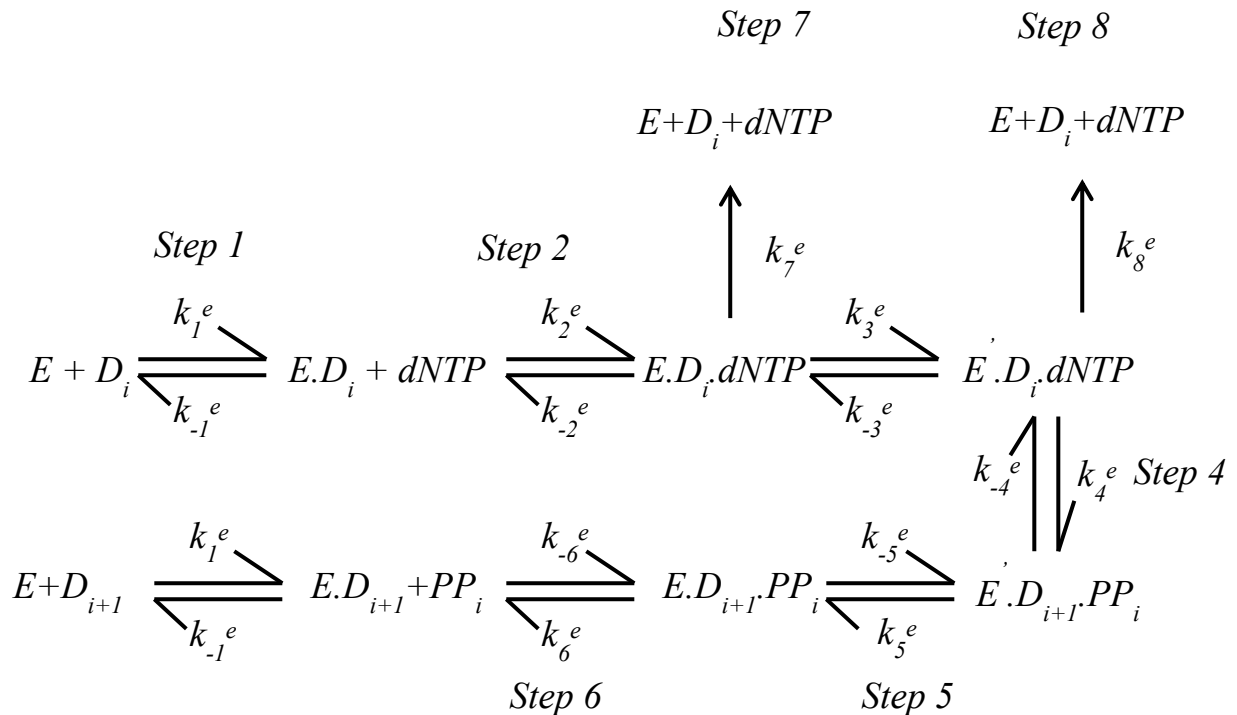 Step 7 Step 8
E+D_i+dNTP E+D_i+dNTP
Step 1 Step 2 k_7^e k_8^e
k_1^e k_2^e k_3^e
E + D_i E.D_i + dNTP E.D_i.dNTP E'.D_i.dNTP
k_-1^e k_-2^e k_-3^e
k_-4^e k_4^e Step 4
k_1^e k_-6^e k_-5^e
E+D_i+1 E.D_i+1+PP_i E.D_i+1.PP_i E'.D_i+1.PP_i
k_-1^e k_6^e k_5^e
Step 6 Step 5